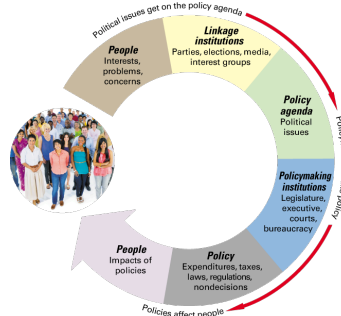 Political issues get on the policy agenda
People
Interests,
problems,
concerns
Linkage
institutions
Parties, elections, media,
interest groups
Policy
agenda
Political
issues
Policymaking
institutions
Legislature,
executive,
courts,
bureaucracy
policy
Policy
Expenditures, taxes,
laws, regulations,
nondecisions
People
Impacts of
policies
Policies affect people